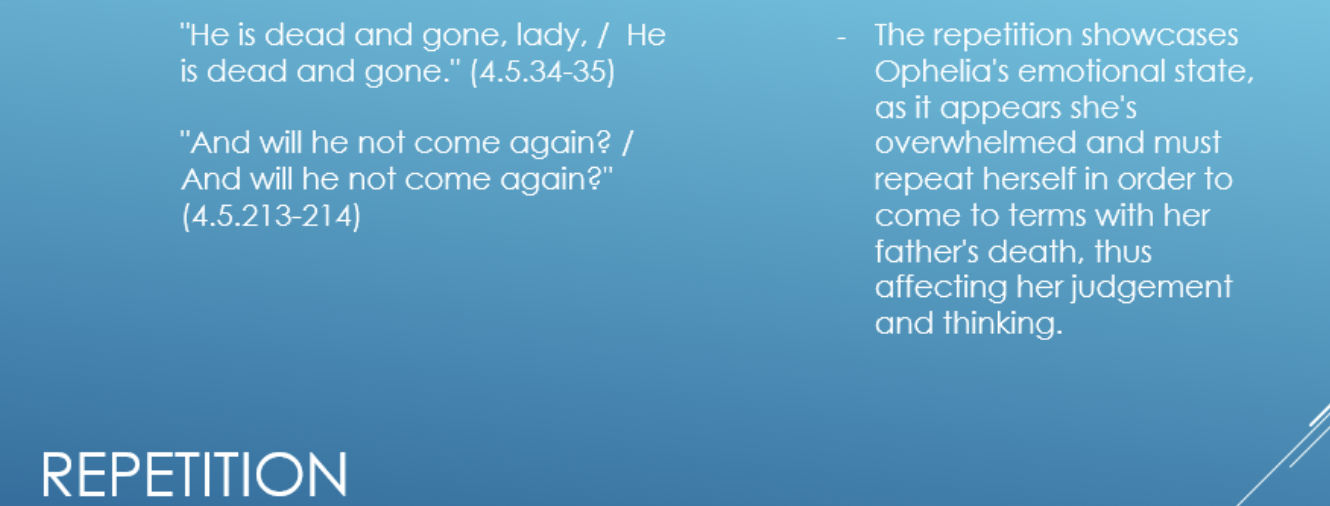 "He is dead and gone, lady, /  He
is dead and gone." (4.5.34-35)
"And will he not come again? /
And will he not come again?"
(4.5.213-214)
- The repetition showcases
Ophelia's emotional state,
as it appears she's
overwhelmed and must
repeat herself in order to
come to terms with her
father's death, thus
affecting her judgement
and thinking.
REPETITION